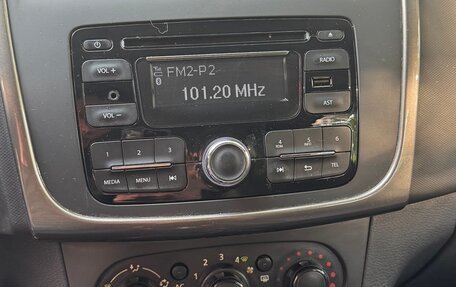 FM2-P2-
101.20 MHz
RADIO
VOL +
VOL -
AST
1 2 3 4 5 6
MEDIA MENU TEL
0 1 2 3 4